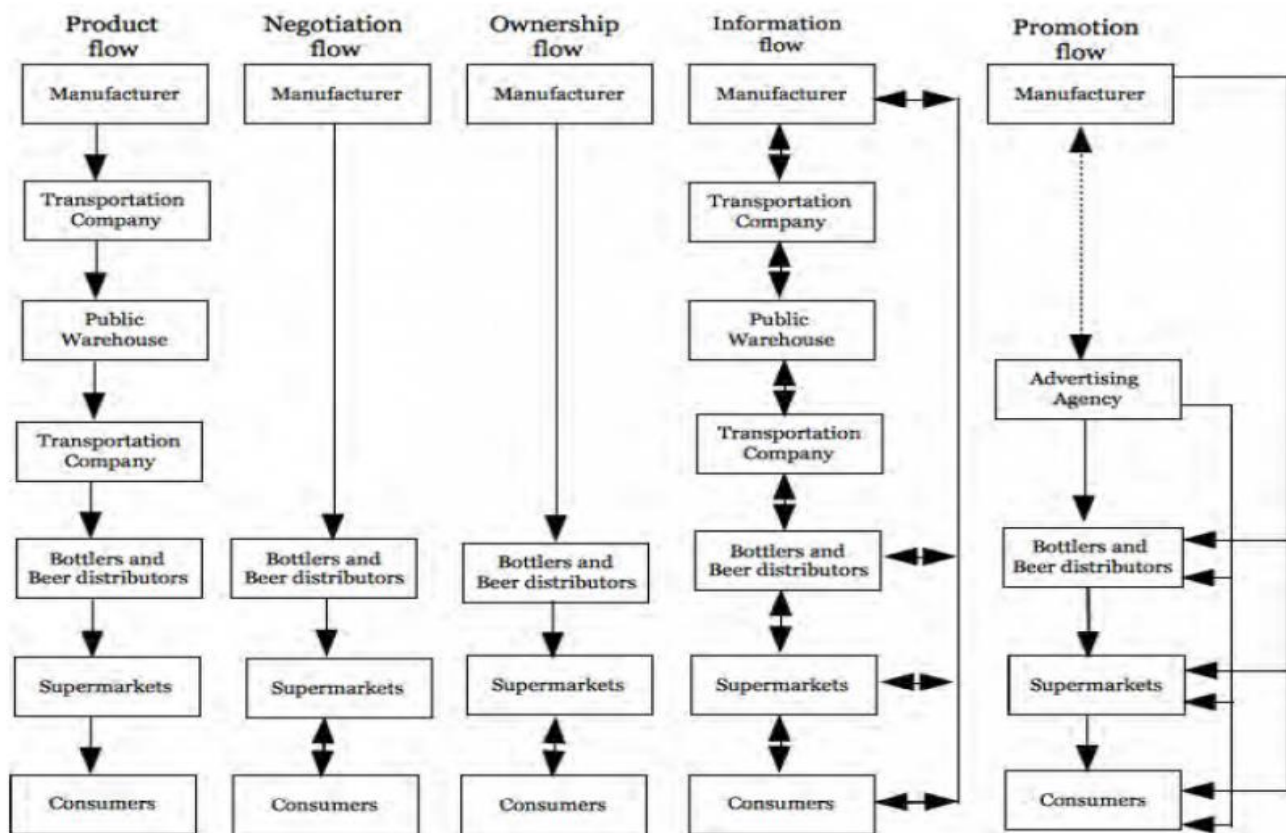 Product
flow
Manufacturer
Transportation
Company
Public
Warehouse
Transportation
Company
Bottlers and
Beer distributors
Supermarkets
Consumers
Negotiation
flow
Manufacturer
Bottlers and
Beer distributors
Supermarkets
Consumers
Ownership
flow
Manufacturer
Bottlers and
Beer distributors
Supermarkets
Consumers
Information
flow
Manufacturer
Transportation
Company
Public
Warehouse
Transportation
Company
Bottlers and
Beer distributors
Supermarkets
Consumers
Promotion
flow
Manufacturer
Advertising
Agency
Bottlers and
Beer distributors
Supermarkets
Consumers